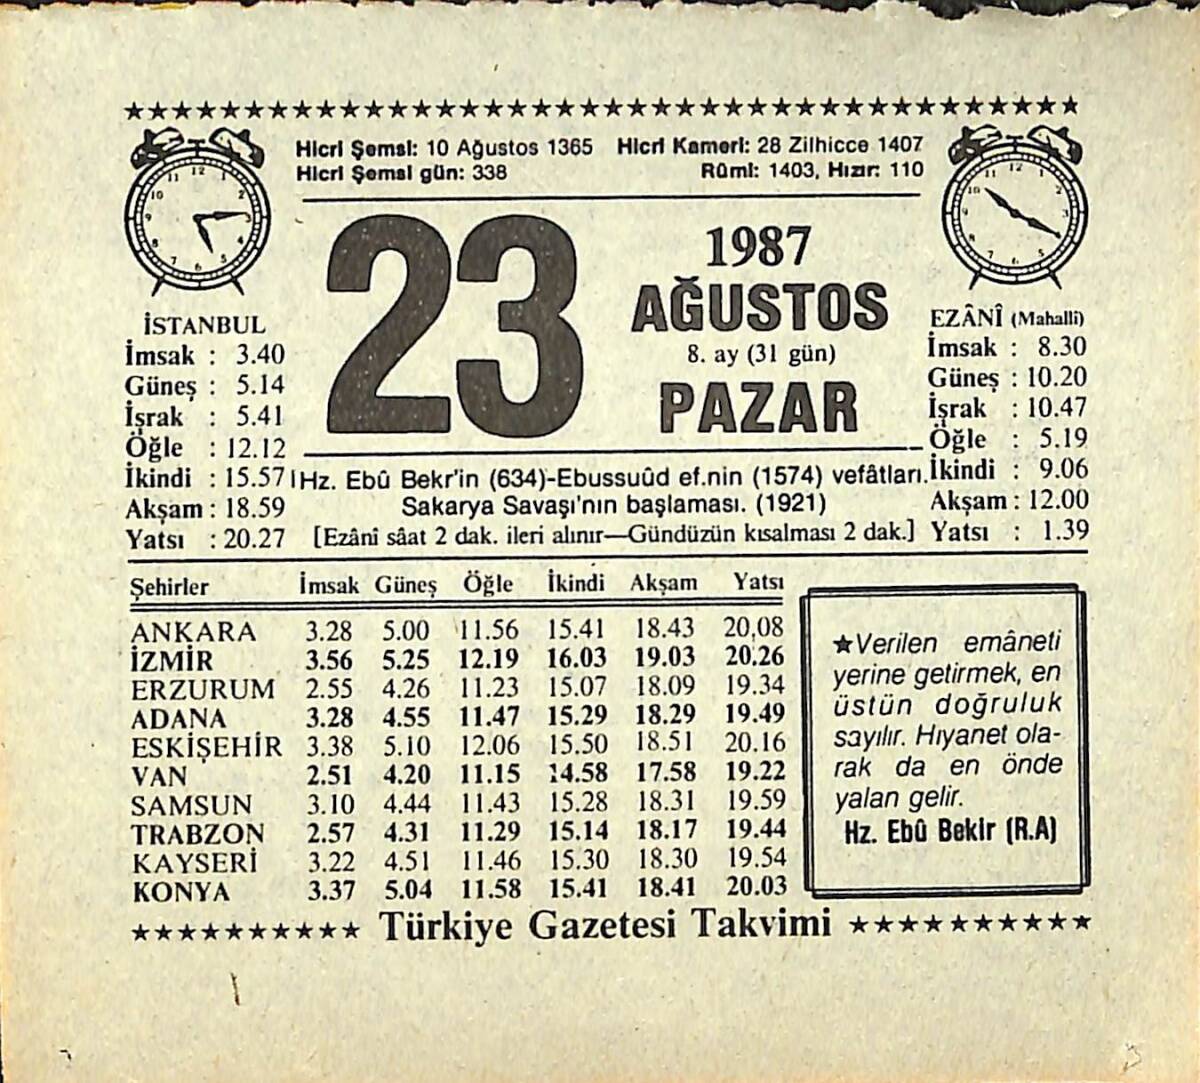 Hicri Şemsi: 10 Ağustos 1365 Hicri Kameri: 28 Zilhicce 1407
Hicri Şemsi gün: 338 Rûmi: 1403, Hızır: 110
23
1987
AĞUSTOS
8. ay (31 gün)
PAZAR
İSTANBUL
İmsak : 3.40
Güneş : 5.14
İşrak : 5.41
Öğle : 12.12
İkindi : 15.57
Akşam : 18.59
Yatsı : 20.27
EZÂNÎ (Mahallî)
İmsak : 8.30
Güneş : 10.20
İşrak : 10.47
Öğle : 5.19
İkindi : 9.06
Akşam : 12.00
Yatsı : 1.39
Hz. Ebû Bekr'in (634)-Ebussuûd ef.nin (1574) vefâtları.
Sakarya Savaşı'nın başlaması. (1921)
[Ezânî sâat 2 dak. ileri alınır—Gündüzün kısalması 2 dak.]
Şehirler İmsak Güneş Öğle İkindi Akşam Yatsı
ANKARA 3.28 5.00 11.56 15.41 18.43 20,08
İZMİR 3.56 5.25 12.19 16.03 19.03 20.26
ERZURUM 2.55 4.26 11.23 15.07 18.09 19.34
ADANA 3.28 4.55 11.47 15.29 18.29 19.49
ESKİŞEHİR 3.38 5.10 12.06 15.50 18.51 20.16
VAN 2.51 4.20 11.15 14.58 17.58 19.22
SAMSUN 3.10 4.44 11.43 15.28 18.31 19.59
TRABZON 2.57 4.31 11.29 15.14 18.17 19.44
KAYSERİ 3.22 4.51 11.46 15.30 18.30 19.54
KONYA 3.37 5.04 11.58 15.41 18.41 20.03
★Verilen emâneti
yerine getirmek, en
üstün doğruluk
sayılır. Hıyanet ola-
rak da en önde
yalan gelir.
Hz. Ebû Bekir (R.A)
Türkiye Gazetesi Takvimi